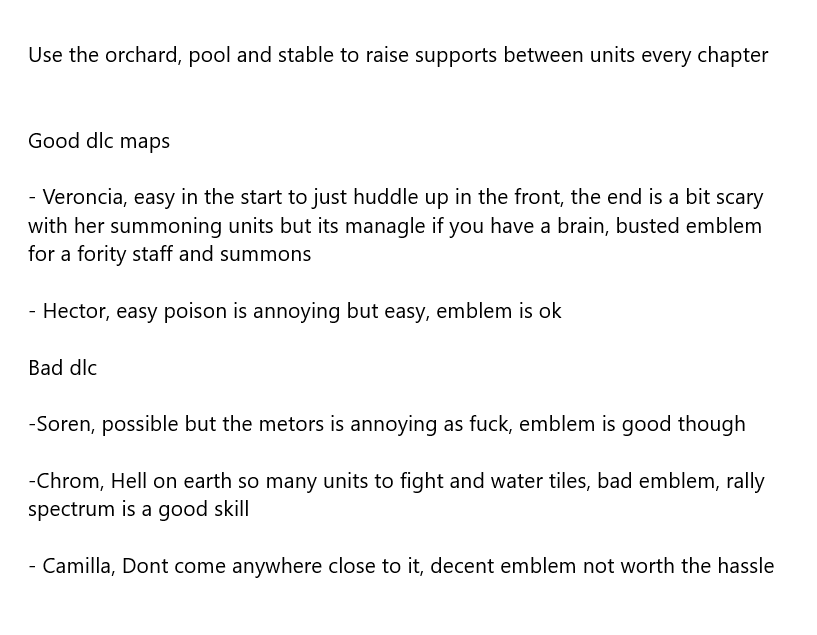 Use the orchard, pool and stable to raise supports between units every chapter
Good dlc maps
- Veroncia, easy in the start to just huddle up in the front, the end is a bit scary
with her summoning units but its managle if you have a brain, busted emblem
for a fority staff and summons
- Hector, easy poison is annoying but easy, emblem is ok
Bad dlc
-Soren, possible but the metors is annoying as fuck, emblem is good though
-Chrom, Hell on earth so many units to fight and water tiles, bad emblem, rally
spectrum is a good skill
- Camilla, Dont come anywhere close to it, decent emblem not worth the hassle